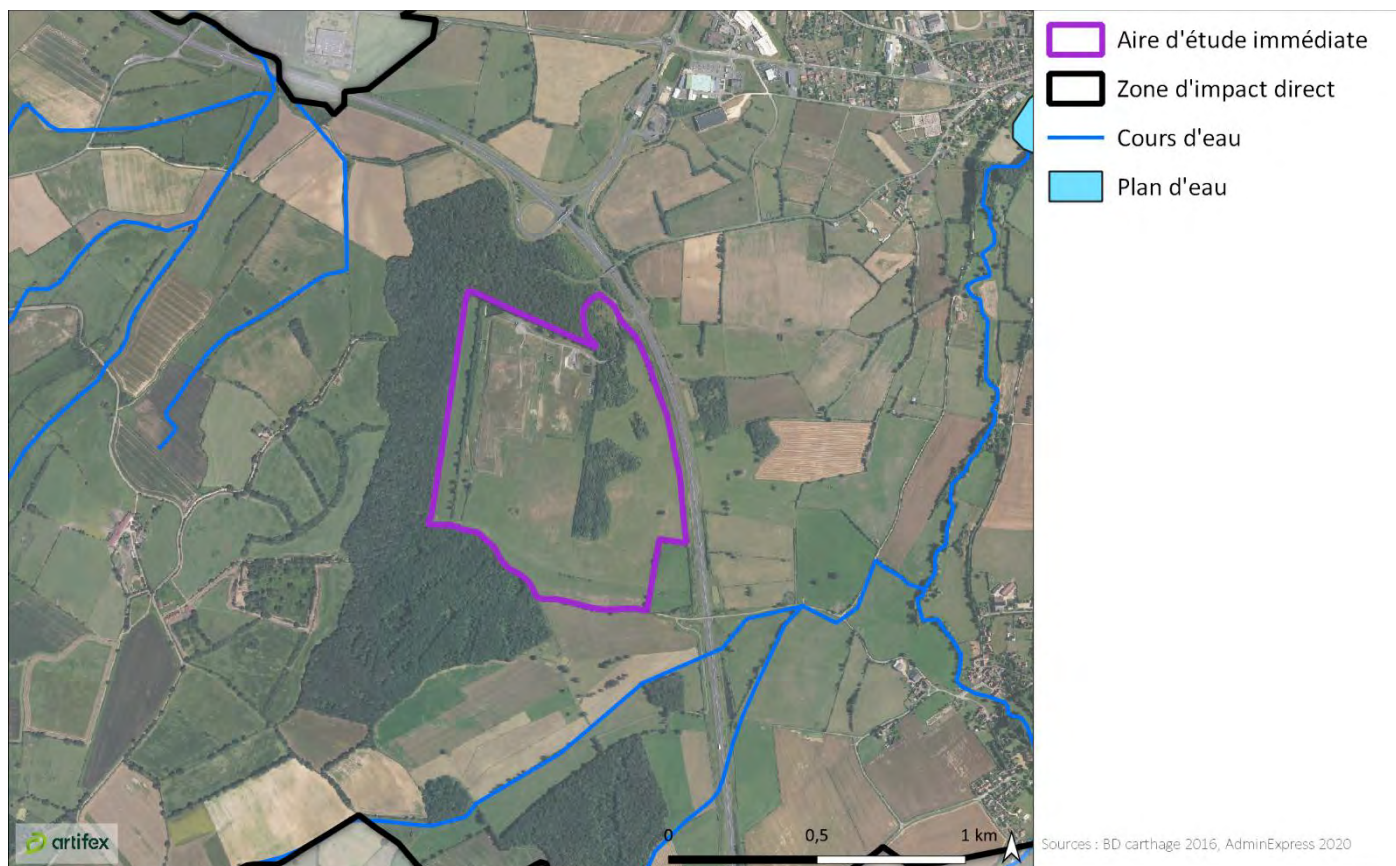 Aire d'étude immédiate
Zone d'impact direct
Cours d'eau
Plan d'eau
artifex
0 0,5 1 km
Sources : BD carthage 2016, AdminExpress 2020